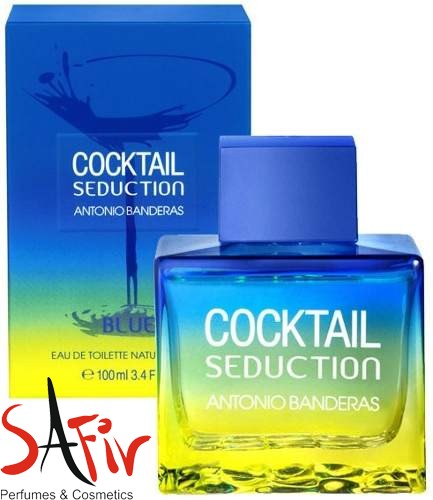 COCKTAIL
SEDUCTION
ANTONIO BANDERAS
BLUE
EAU DE TOILETTE
e 100ml 3.4
COCKTAIL
SEDUCTION
ANTONIO BANDERAS
SAFir
Perfumes & Cosmetics